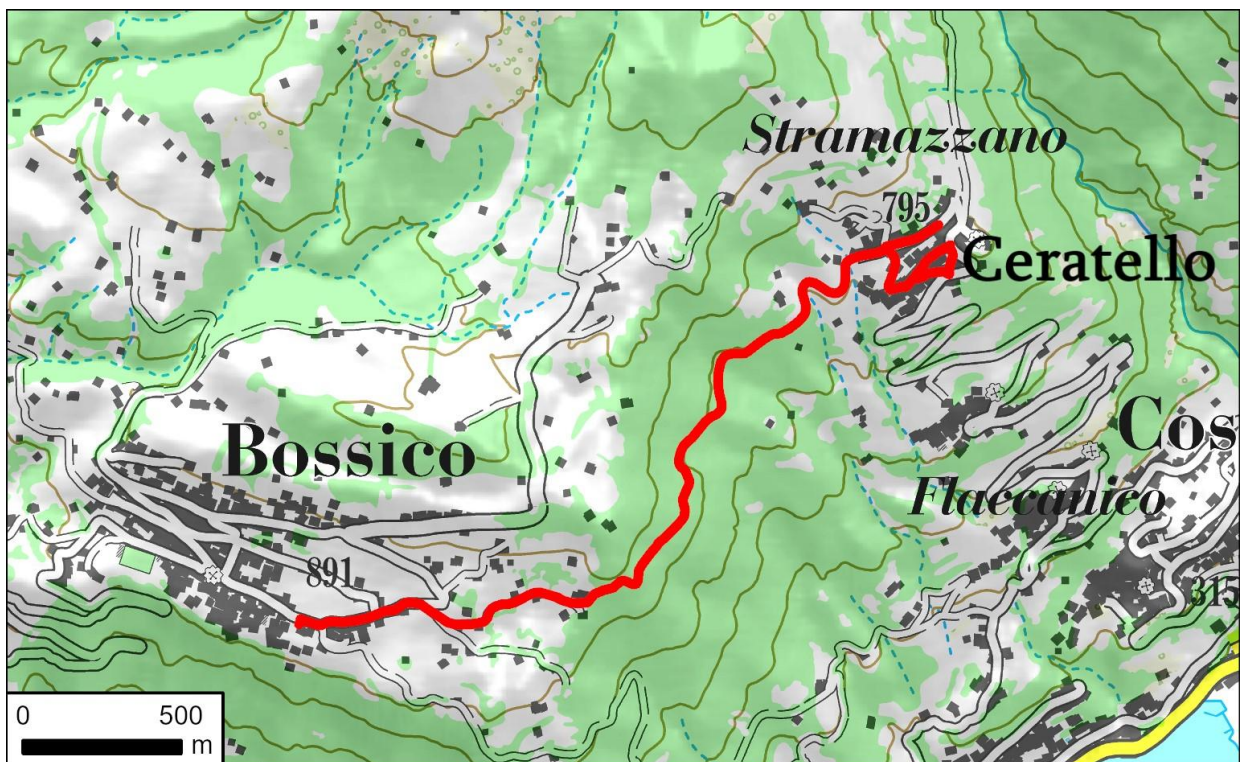 Stramazzano
795
Ceratello
Cos
Bossico
Flaccanico
891
315
0 500
m